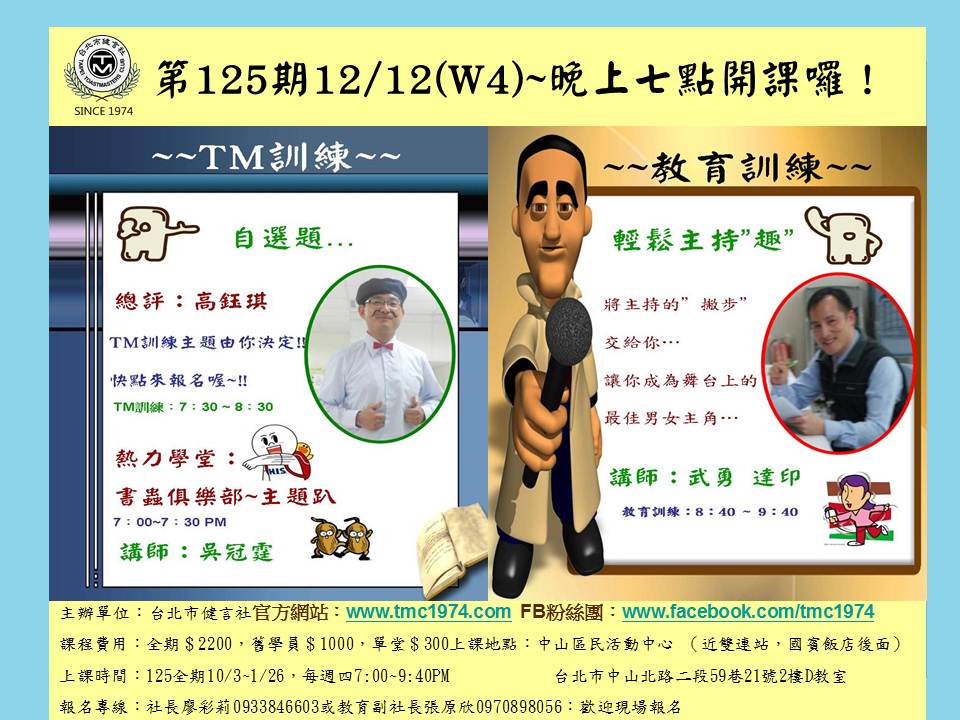 台北市健言社
TM
TAIPEI TOASTMASTERS CLUB
SINCE 1974
第125期12/12(W4)~晚上七點開課囉！
~~TM訓練~~
自選題...
總評：高鈺琪
TM訓練主題由你決定!!
快點來報名喔~!!
TM訓練：7：30 ~ 8：30
熱力學堂：
HIS
書蟲俱樂部~主題趴
7：00~7：30 PM
講師：吳冠霆
~~教育訓練~~
輕鬆主持”趣”
將主持的”撇步”
交給你…
讓你成為舞台上的
最佳男女主角…
講師：武勇 達印
教育訓練：8：40 ~ 9：40
主辦單位：台北市健言社官方網站：www.tmc1974.com FB粉絲團：www.facebook.com/tmc1974
課程費用：全期＄2200，舊學員＄1000，單堂＄300上課地點：中山區民活動中心 （近雙連站，國賓飯店後面）
上課時間：125全期10/3~1/26，每週四7:00~9:40PM 台北市中山北路二段59巷21號2樓D教室
報名專線：社長廖彩莉0933846603或教育副社長張原欣0970898056：歡迎現場報名